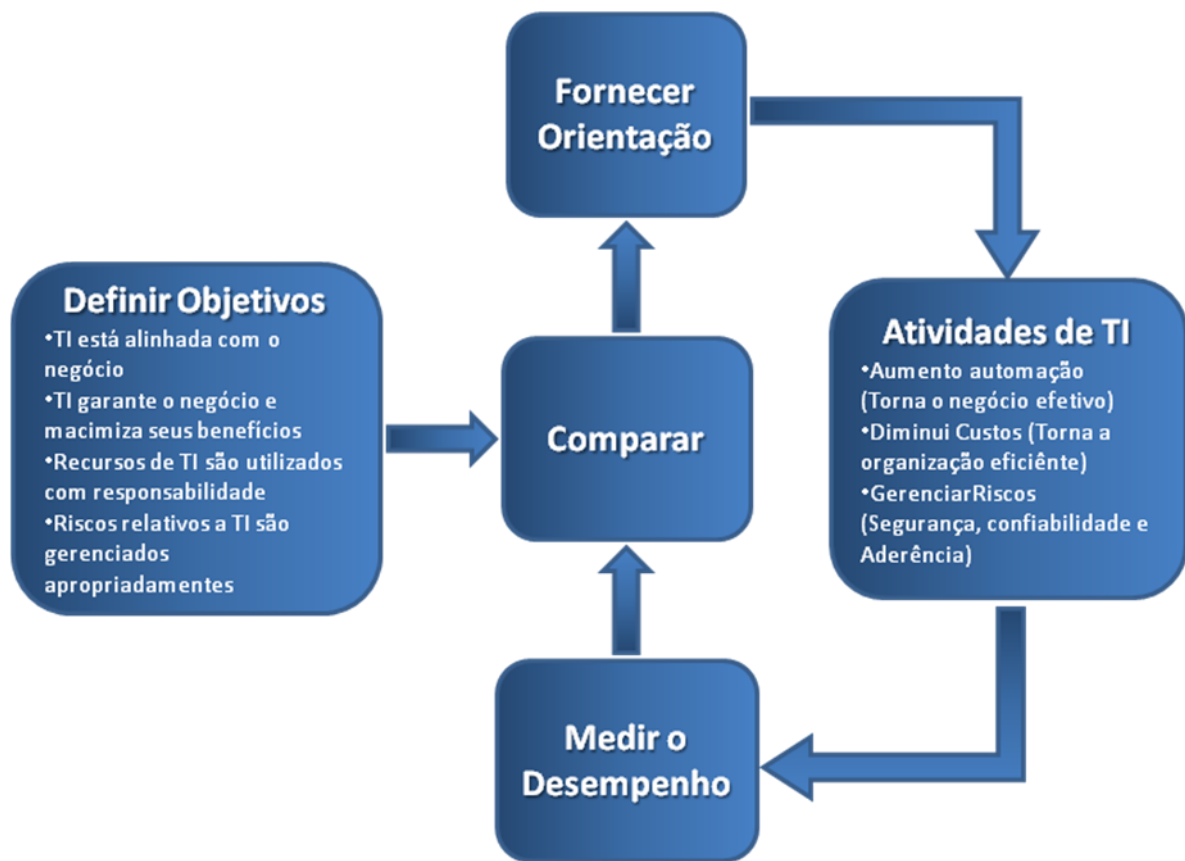 Fornecer
Orientação
Definir Objetivos
•TI está alinhada com o
negócio
•TI garante o negócio e
macimiza seus benefícios
•Recursos de TI são utilizados
com responsabilidade
•Riscos relativos a TI são
gerenciados
apropriadamentes
Comparar
Atividades de TI
•Aumento automação
(Torna o negócio efetivo)
•Diminui Custos (Torna a
organização eficiênte)
•GerenciarRiscos
(Segurança, confiabilidade e
Aderência)
Medir o
Desempenho